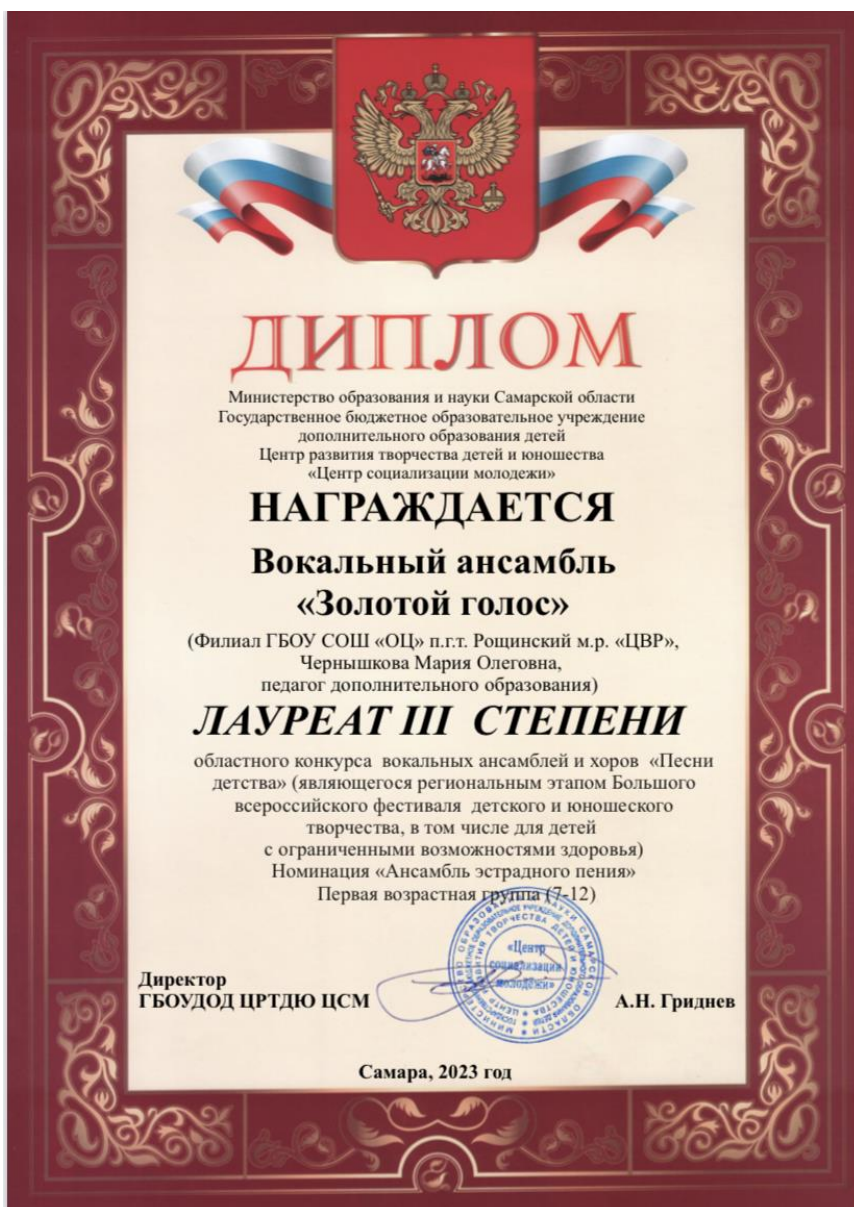 ДИПЛОМ
Министерство образования и науки Самарской области
Государственное бюджетное образовательное учреждение
дополнительного образования детей
Центр развития творчества детей и юношества
«Центр социализации молодежи»
НАГРАЖДАЕТСЯ
Вокальный ансамбль
«Золотой голос»
(Филиал ГБОУ СОШ «ОЦ» п.г.т. Рощинский м.р. «ЦВР»,
Чернышкова Мария Олеговна,
педагог дополнительного образования)
ЛАУРЕАТ III СТЕПЕНИ
областного конкурса вокальных ансамблей и хоров «Песни
детства» (являющегося региональным этапом Большого
всероссийского фестиваля детского и юношеского
творчества, в том числе для детей
с ограниченными возможностями здоровья)
Номинация «Ансамбль эстрадного пения»
Первая возрастная группа (7-12)
«Центр
социализации
молодежи»
Директор
ГБОУДОД ЦРТДЮ ЦСМ
А.Н. Гриднев
Самара, 2023 год